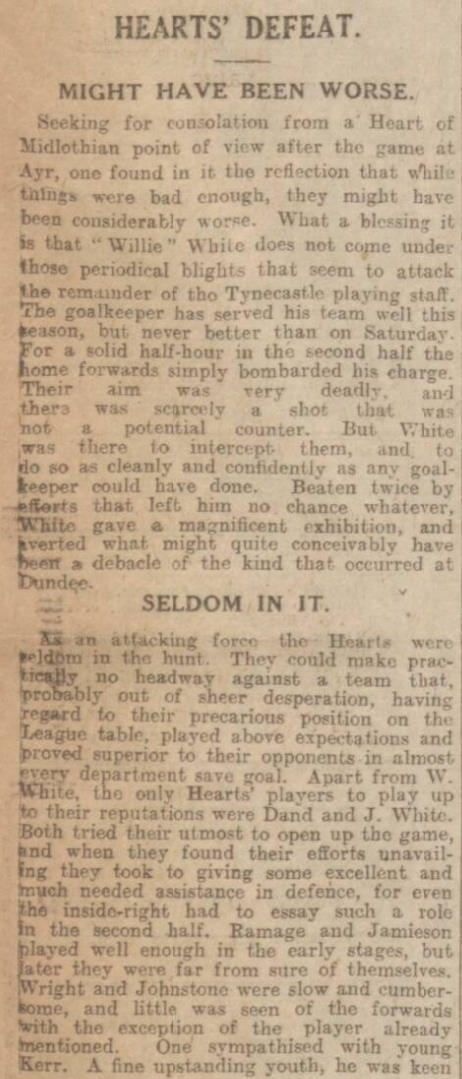 HEARTS' DEFEAT.
MIGHT HAVE BEEN WORSE.
Seeking for consolation from a Heart of
Midlothian point of view after the game at
Ayr, one found in it the reflection that while
things were bad enough, they might have
been considerably worse. What a blessing it
is that "Willie" White does not come under
those periodical blights that seem to attack
the remainder of tho Tynecastle playing staff.
The goalkeeper has served his team well this
season, but never better than on Saturday.
For a solid half-hour in the second half the
home forwards simply bombarded his charge.
Their aim was very deadly, and
there was scarcely a shot that was
not a potential counter. But White
was there to intercept them, and to
do so as cleanly and confidently as any goal-
keeper could have done. Beaten twice by
efforts that left him no chance whatever,
White gave a magnificent exhibition, and
averted what might quite conceivably have
been a debacle of the kind that occurred at
Dundee.
SELDOM IN IT.
As an attacking force the Hearts were
seldom in the hunt. They could make prac-
tically no headway against a team that,
probably out of sheer desperation, having
regard to their precarious position on the
League table, played above expectations and
proved superior to their opponents in almost
every department save goal. Apart from W.
White, the only Hearts' players to play up
to their reputations were Dand and J. White.
Both tried their utmost to open up the game,
and when they found their efforts unavail-
ing they took to giving some excellent and
much needed assistance in defence, for even
the inside-right had to essay such a role
in the second half. Ramage and Jamieson
played well enough in the early stages, but
later they were far from sure of themselves.
Wright and Johnstone were slow and cumber-
some, and little was seen of the forwards
with the exception of the player already
mentioned. One sympathised with young
Kerr. A fine upstanding youth, he was keen